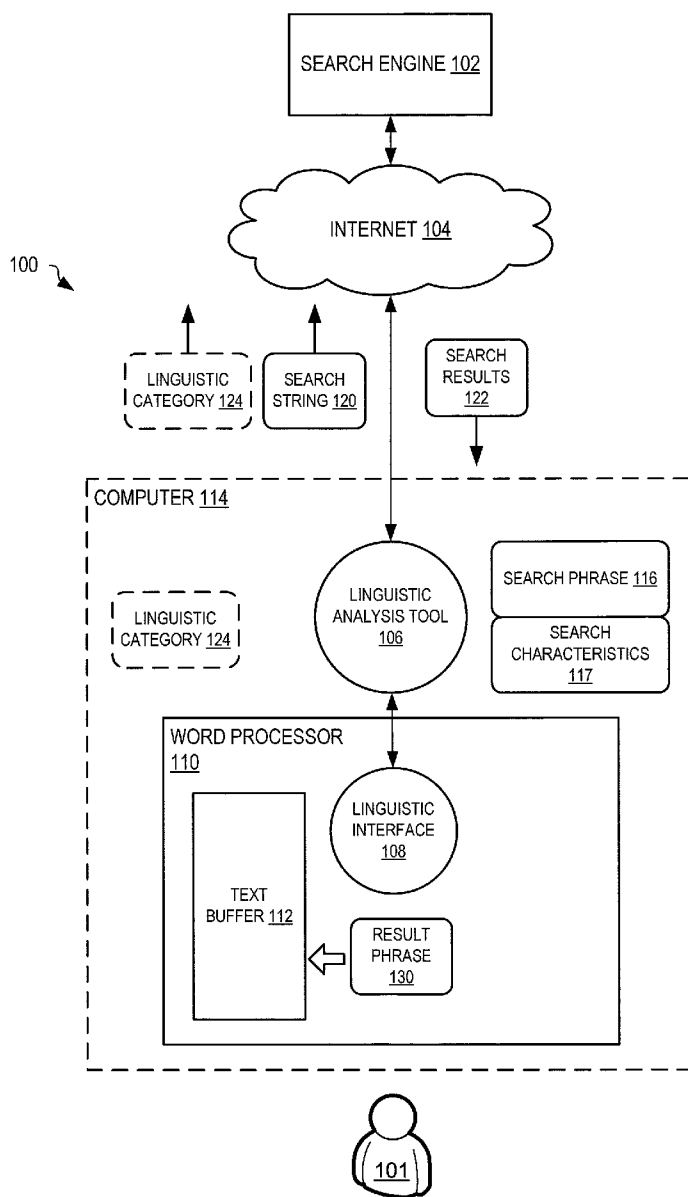 SEARCH ENGINE 102
INTERNET 104
100
LINGUISTIC
CATEGORY 124
SEARCH
STRING 120
SEARCH
RESULTS
122
COMPUTER 114
LINGUISTIC
CATEGORY 124
LINGUISTIC
ANALYSIS TOOL
106
SEARCH PHRASE 116
SEARCH
CHARACTERISTICS
117
WORD PROCESSOR
110
LINGUISTIC
INTERFACE
108
TEXT
BUFFER 112
RESULT
PHRASE
130
101